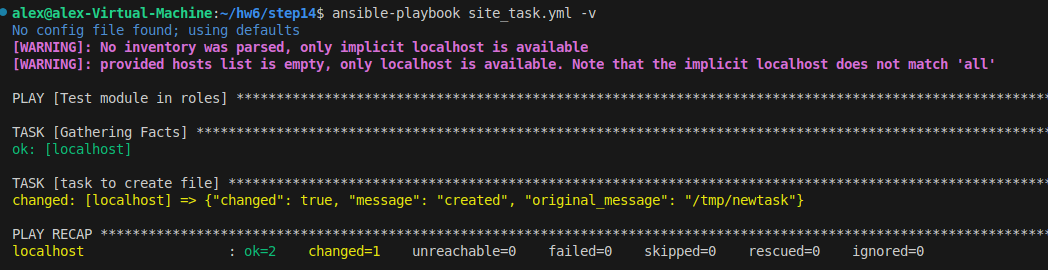 alex@alex-Virtual-Machine:~/hw6/step14$ ansible-playbook site_task.yml -v
No config file found; using defaults
[WARNING]: No inventory was parsed, only implicit localhost is available
[WARNING]: provided hosts list is empty, only localhost is available. Note that the implicit localhost does not match 'all'
PLAY [Test module in roles] ******************************************************************************************************
TASK [Gathering Facts] ***********************************************************************************************************
ok: [localhost]
TASK [task to create file] *******************************************************************************************************
changed: [localhost] => {"changed": true, "message": "created", "original_message": "/tmp/newtask"}
PLAY RECAP ***********************************************************************************************************************
localhost                  : ok=2    changed=1    unreachable=0    failed=0    skipped=0    rescued=0    ignored=0